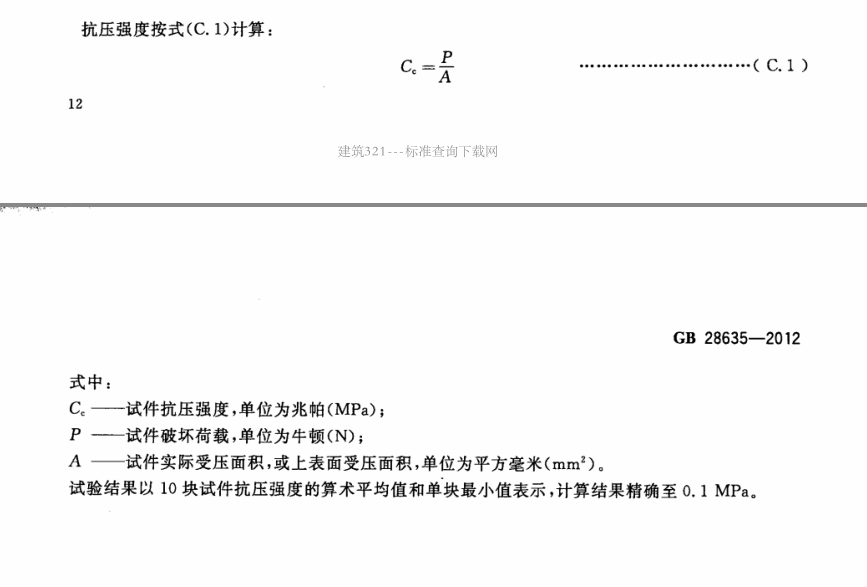 抗压强度按式(C.1)计算：
C꜀=P/A …………………………( C.1 )
12
建筑321---标准查询下载网
GB 28635—2012
式中：
C꜀ ——试件抗压强度,单位为兆帕(MPa)；
P ——试件破坏荷载,单位为牛顿(N)；
A ——试件实际受压面积,或上表面受压面积,单位为平方毫米(mm²)。
试验结果以 10 块试件抗压强度的算术平均值和单块最小值表示,计算结果精确至 0.1 MPa。